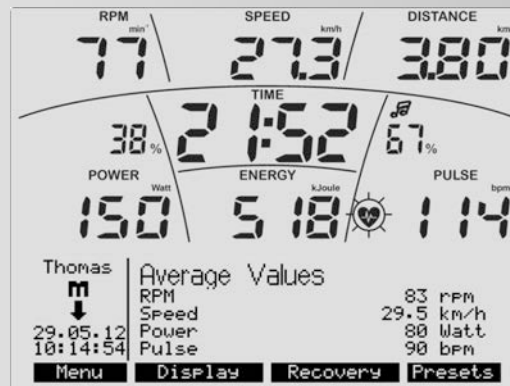 RPM SPEED DISTANCE
min⁻¹ km/h km
77 27.3 3.80
TIME
38% 21:52 67%
POWER ENERGY PULSE
Watt kJoule bpm
150 518 114
Thomas
m
29.05.12
10:14:54
Average Values
RPM 83 rpm
Speed 29.5 km/h
Power 80 Watt
Pulse 90 bpm
Menu Display Recovery Presets